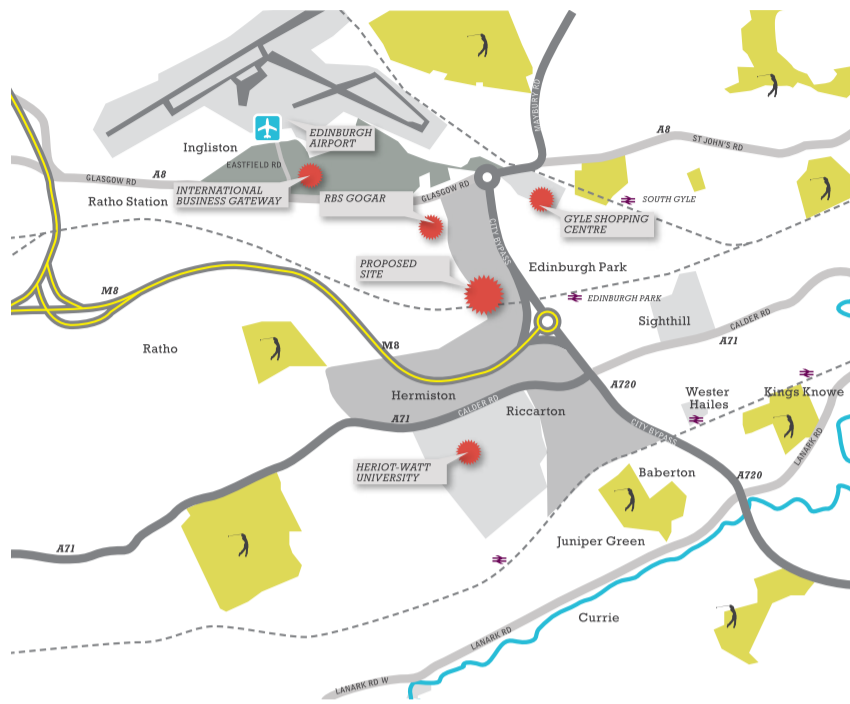 MAYBURY RD
A8
ST JOHN'S RD
EDINBURGH
AIRPORT
Ingliston
EASTFIELD RD
A8
GLASGOW RD
INTERNATIONAL
BUSINESS GATEWAY
RBS GOGAR
GLASGOW RD
Ratho Station
SOUTH GYLE
GYLE SHOPPING
CENTRE
CITY BYPASS
PROPOSED
SITE
Edinburgh Park
M8
EDINBURGH PARK
Sighthill
CALDER RD
A71
Ratho
M8
A720
Hermiston
Wester
Hailes
Kings Knowe
CALDER RD
Riccarton
A71
CITY BYPASS
LANARK RD
HERIOT-WATT
UNIVERSITY
Baberton
A720
Juniper Green
A71
Currie
LANARK RD
LANARK RD W